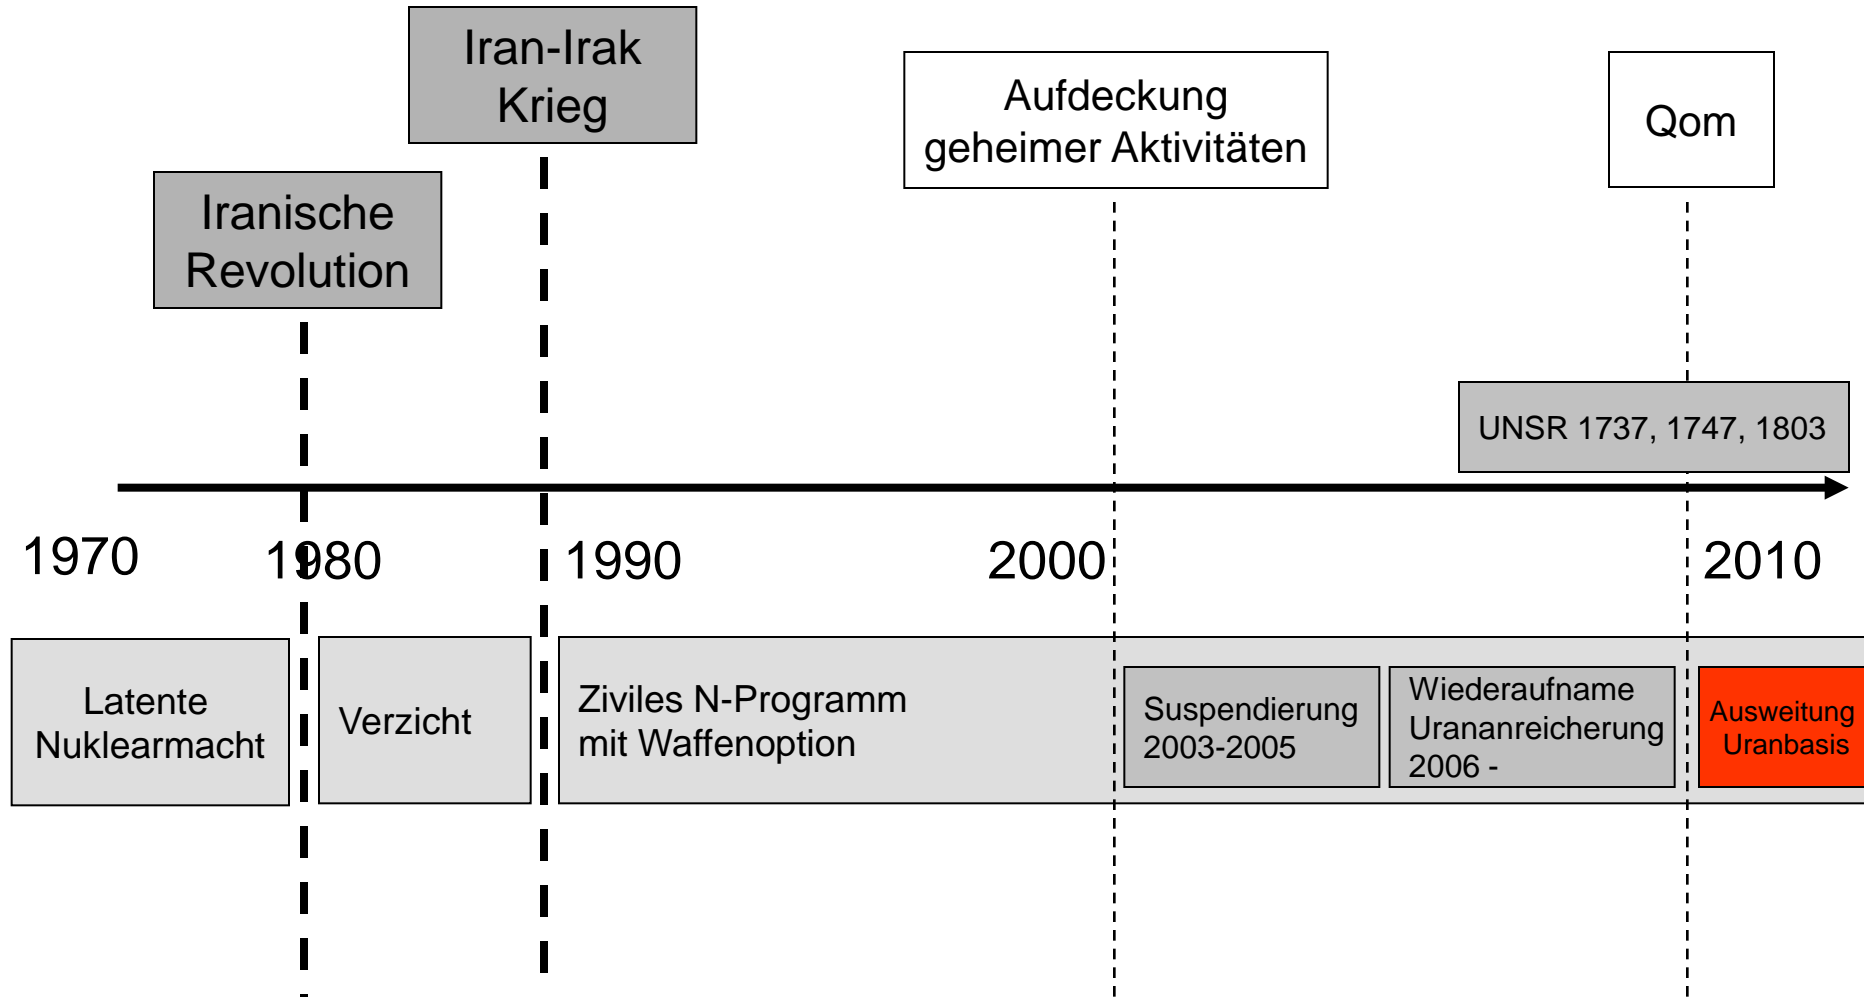 Iran-Irak
Krieg
Iranische
Revolution
Aufdeckung
geheimer Aktivitäten
Qom
UNSR 1737, 1747, 1803
1970
1980
1990
2000
2010
Latente
Nuklearmacht
Verzicht
Ziviles N-Programm
mit Waffenoption
Suspendierung
2003-2005
Wiederaufname
Urananreicherung
2006 -
Ausweitung
Uranbasis